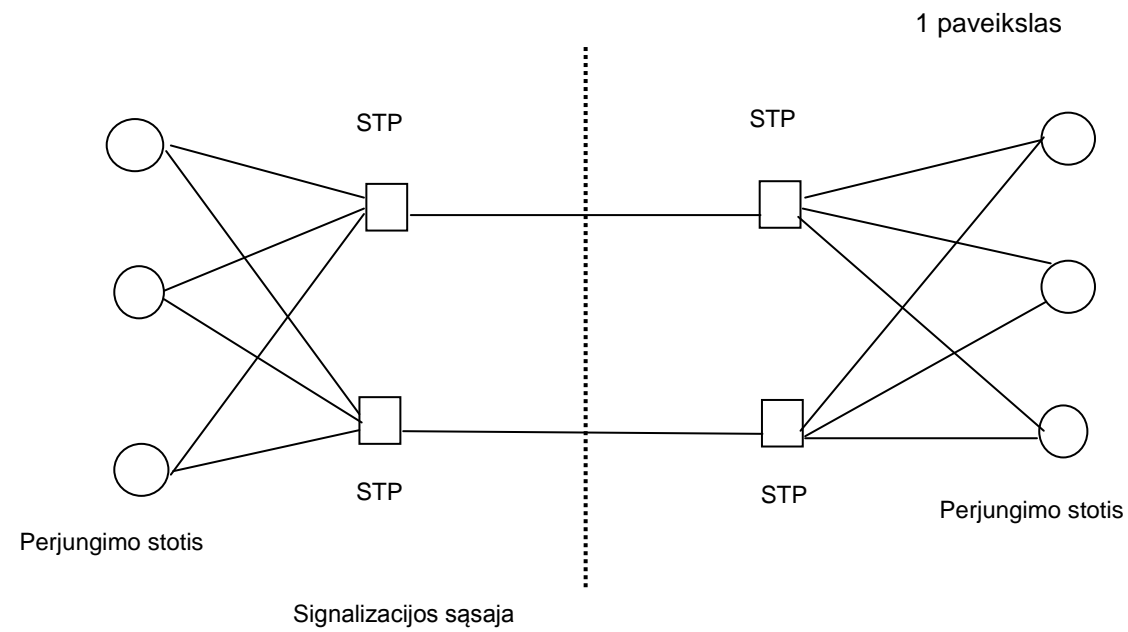 1 paveikslas
STP
STP
STP
STP
Perjungimo stotis
Perjungimo stotis
Signalizacijos sąsaja